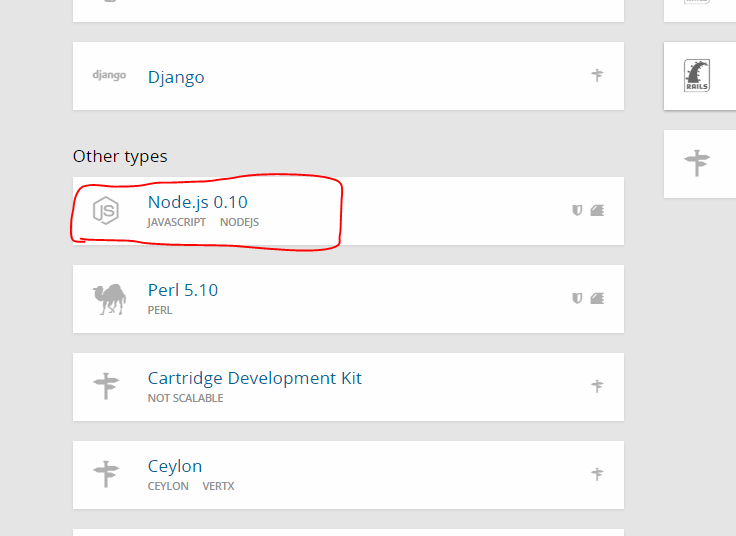 django Django
RAILS
Other types
JS Node.js 0.10
JAVASCRIPT NODEJS
Perl 5.10
PERL
Cartridge Development Kit
NOT SCALABLE
Ceylon
CEYLON VERTX